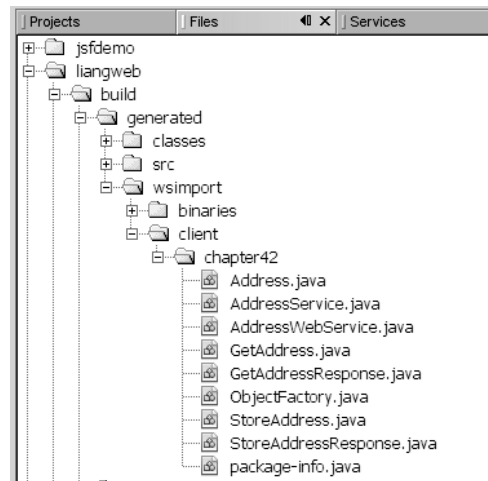 Projects Files Services
jsfdemo
liangweb
build
generated
classes
src
wsimport
binaries
client
chapter42
Address.java
AddressService.java
AddressWebService.java
GetAddress.java
GetAddressResponse.java
ObjectFactory.java
StoreAddress.java
StoreAddressResponse.java
package-info.java